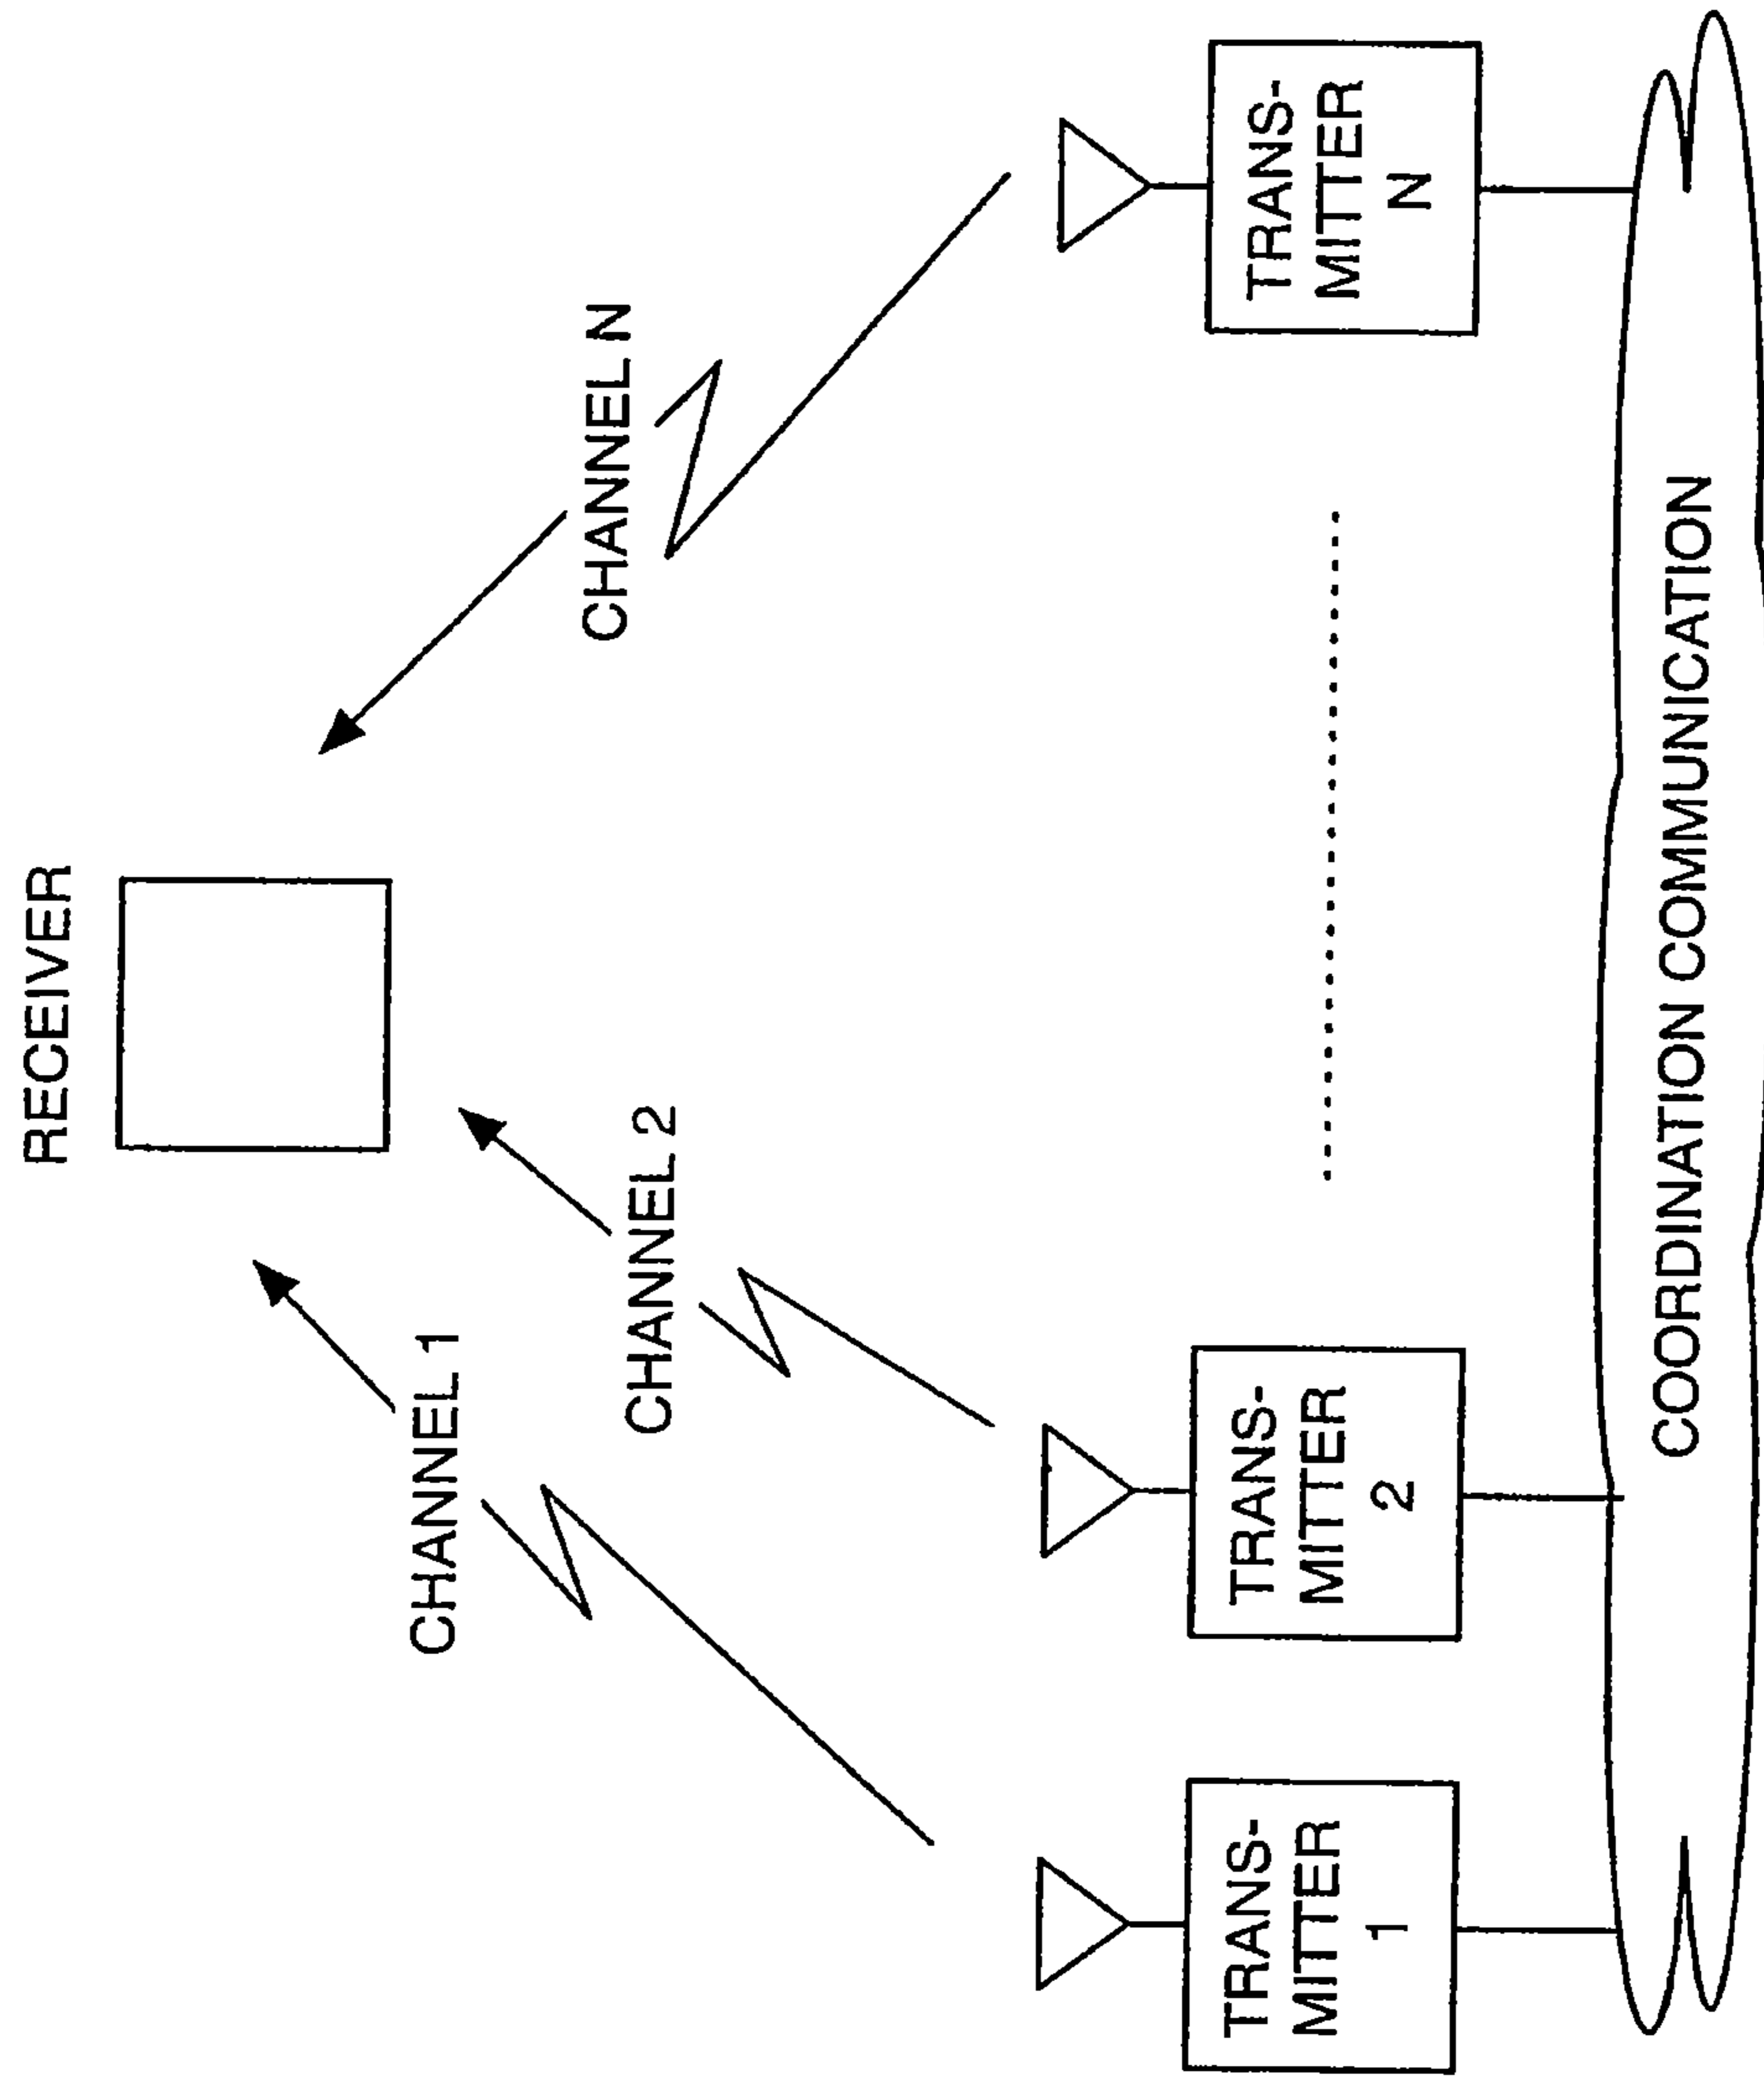 RECEIVER
CHANNEL 1
CHANNEL 2
CHANNEL N
TRANS-
MITTER
1
TRANS-
MITTER
2
TRANS-
MITTER
N
COORDINATION COMMUNICATION